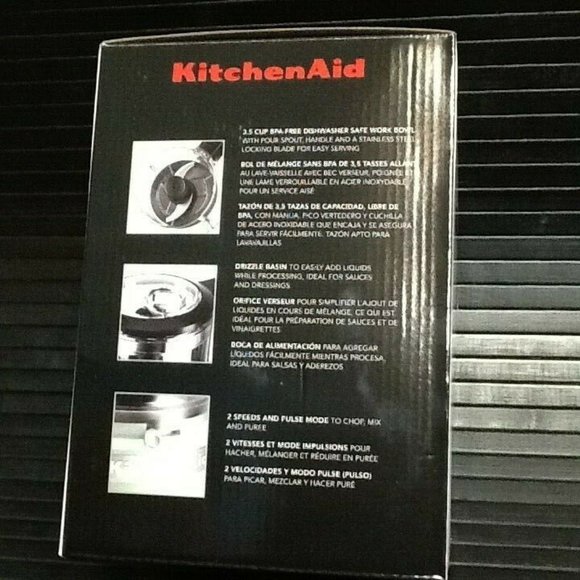 KitchenAid
3.5 CUP BPA-FREE DISHWASHER SAFE WORK BOWL
WITH POUR SPOUT, HANDLE AND A STAINLESS STEEL
LOCKING BLADE FOR EASY SERVING
BOL DE MÉLANGE SANS BPA DE 3,5 TASSES ALLANT
AU LAVE-VAISSELLE AVEC BEC VERSEUR, POIGNÉE ET
UNE LAME VERROUILLABLE EN ACIER INOXYDABLE
POUR UN SERVICE AISÉ
TAZÓN DE 3,5 TAZAS DE CAPACIDAD, LIBRE DE
BPA, CON MANIJA, PICO VERTEDERO Y CUCHILLA
DE ACERO INOXIDABLE QUE ENCAJA Y SE ASEGURA
PARA SERVIR FÁCILMENTE. TAZÓN APTO PARA
LAVAVAJILLAS
DRIZZLE BASIN TO EASILY ADD LIQUIDS
WHILE PROCESSING, IDEAL FOR SAUCES
AND DRESSINGS
ORIFICE VERSEUR POUR SIMPLIFIER L'AJOUT DE
LIQUIDES EN COURS DE MÉLANGE, CE QUI EST
IDÉAL POUR LA PRÉPARATION DE SAUCES ET DE
VINAIGRETTES
BOCA DE ALIMENTACIÓN PARA AGREGAR
LÍQUIDOS FÁCILMENTE MIENTRAS PROCESA,
IDEAL PARA SALSAS Y ADEREZOS
2 SPEEDS AND PULSE MODE TO CHOP, MIX
AND PUREE
2 VITESSES ET MODE IMPULSIONS POUR
HACHER, MÉLANGER ET RÉDUIRE EN PURÉE
2 VELOCIDADES Y MODO PULSE (PULSO)
PARA PICAR, MEZCLAR Y HACER PURÉ